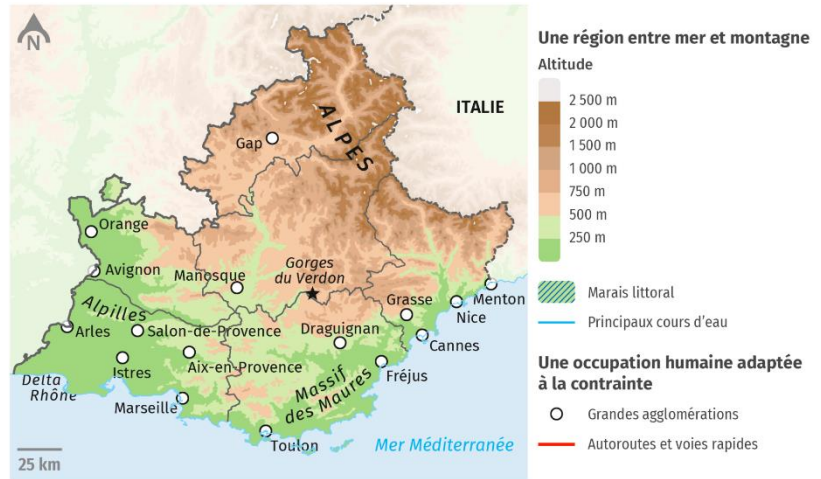 N
ITALIE
ALPES
Gap
Orange
Avignon
Manosque
Gorges
du Verdon
Grasse
Menton
Nice
Alpilles
Arles
Salon-de-Provence
Draguignan
Cannes
Istres
Aix-en-Provence
Fréjus
Delta
Rhône
Massif
des Maures
Marseille
Toulon
Mer Méditerranée
25 km
Une région entre mer et montagne
Altitude
2 500 m
2 000 m
1 500 m
1 000 m
750 m
500 m
250 m
Marais littoral
Principaux cours d'eau
Une occupation humaine adaptée
à la contrainte
Grandes agglomérations
Autoroutes et voies rapides